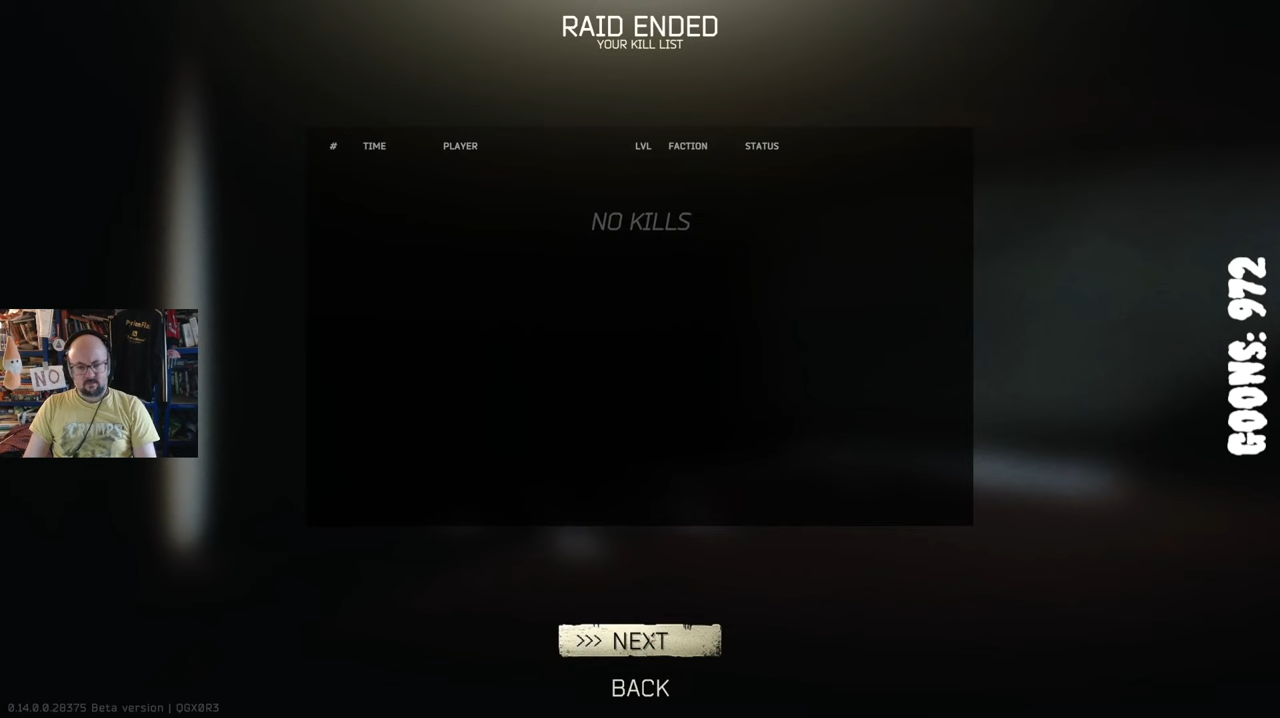 RAID ENDED
YOUR KILL LIST
# TIME PLAYER LVL FACTION STATUS
NO KILLS
NO
GOONS: 972
>>> NEXT
BACK
0.14.0.0.28375 Beta version | QGX0R3